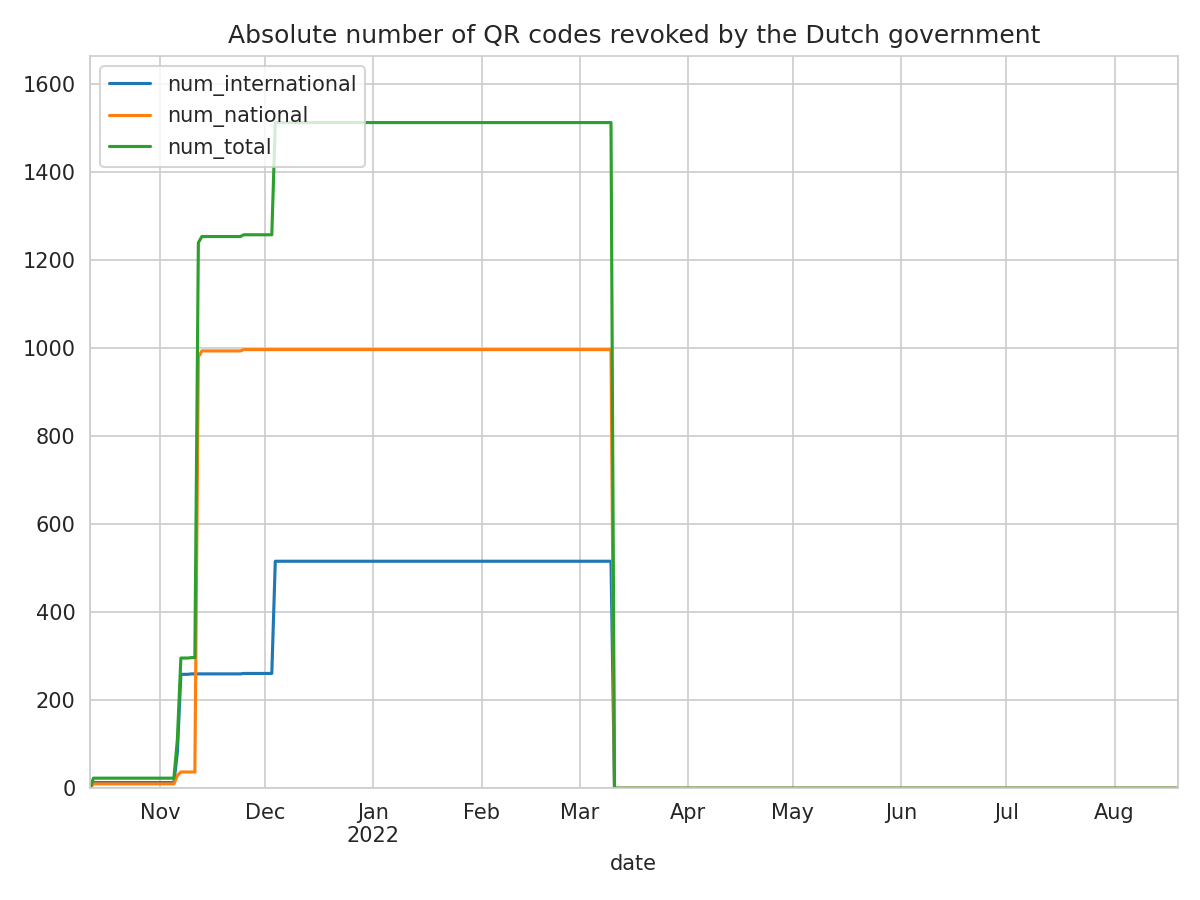 Absolute number of QR codes revoked by the Dutch government
num_international
num_national
num_total
1600
1400
1200
1000
800
600
400
200
0
Nov Dec Jan Feb Mar Apr May Jun Jul Aug
2022
date